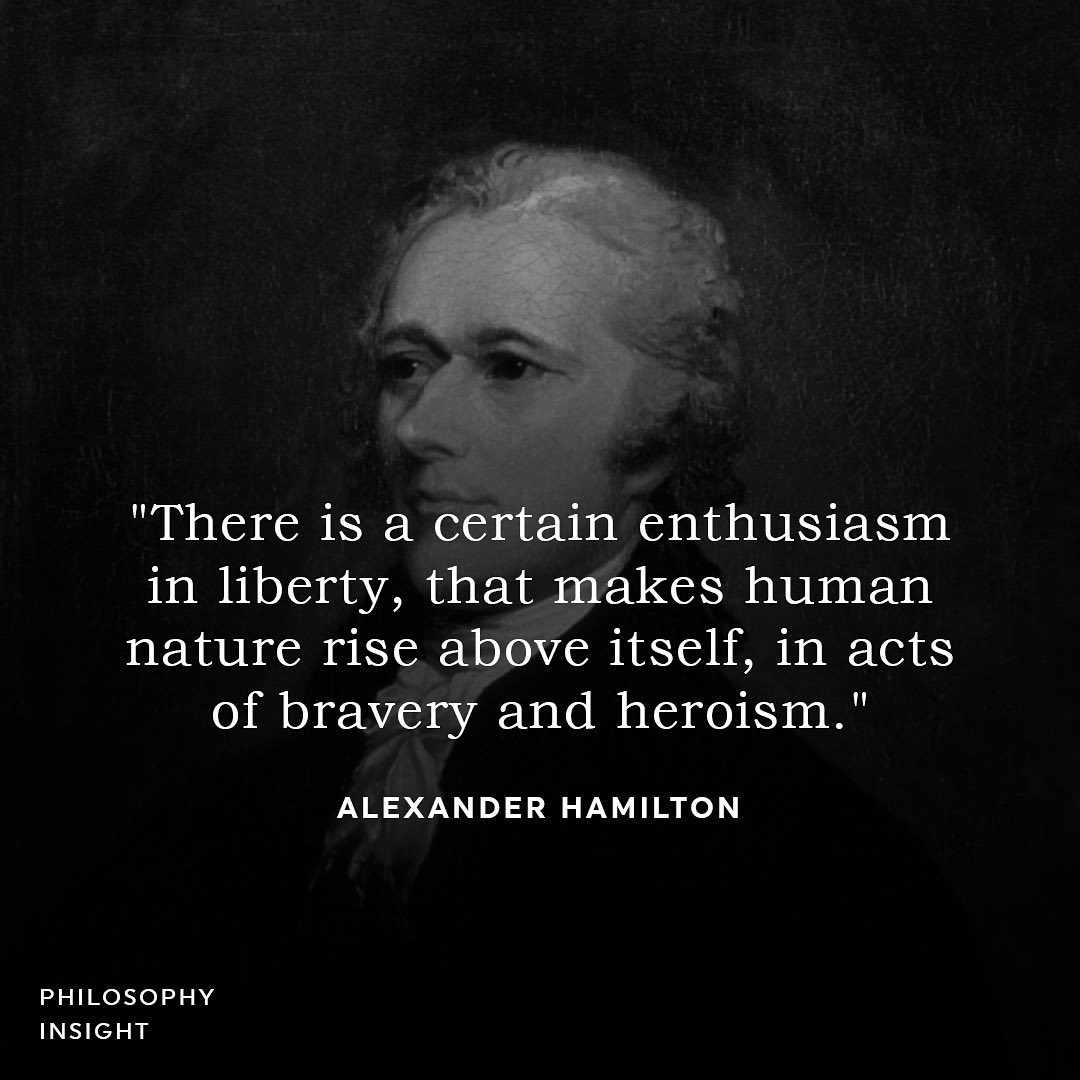 "There is a certain enthusiasm
in liberty, that makes human
nature rise above itself, in acts
of bravery and heroism."
ALEXANDER HAMILTON
PHILOSOPHY
INSIGHT